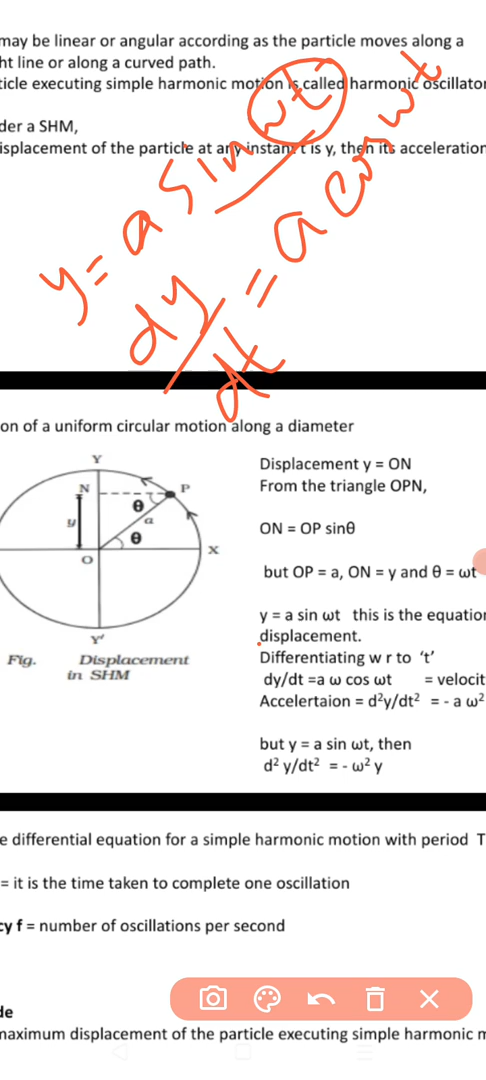 may be linear or angular according as the particle moves along a
ht line or along a curved path.
ticle executing simple harmonic motion is called harmonic oscillator
der a SHM,
isplacement of the particle at any instant t is y, then its acceleration
y = a sin wt
dy/dt = a cos wt
on of a uniform circular motion along a diameter
Y
N
P
θ
y
a
θ
X
O
Y'
Fig. Displacement
in SHM
Displacement y = ON
From the triangle OPN,
ON = OP sinθ
but OP = a, ON = y and θ = ωt
y = a sin ωt this is the equation
displacement.
Differentiating w r to ‘t’
dy/dt =a ω cos ωt = velocit
Accelertaion = d²y/dt² = - a ω²
but y = a sin ωt, then
d² y/dt² = - ω² y
e differential equation for a simple harmonic motion with period T
= it is the time taken to complete one oscillation
cy f = number of oscillations per second
de
maximum displacement of the particle executing simple harmonic m